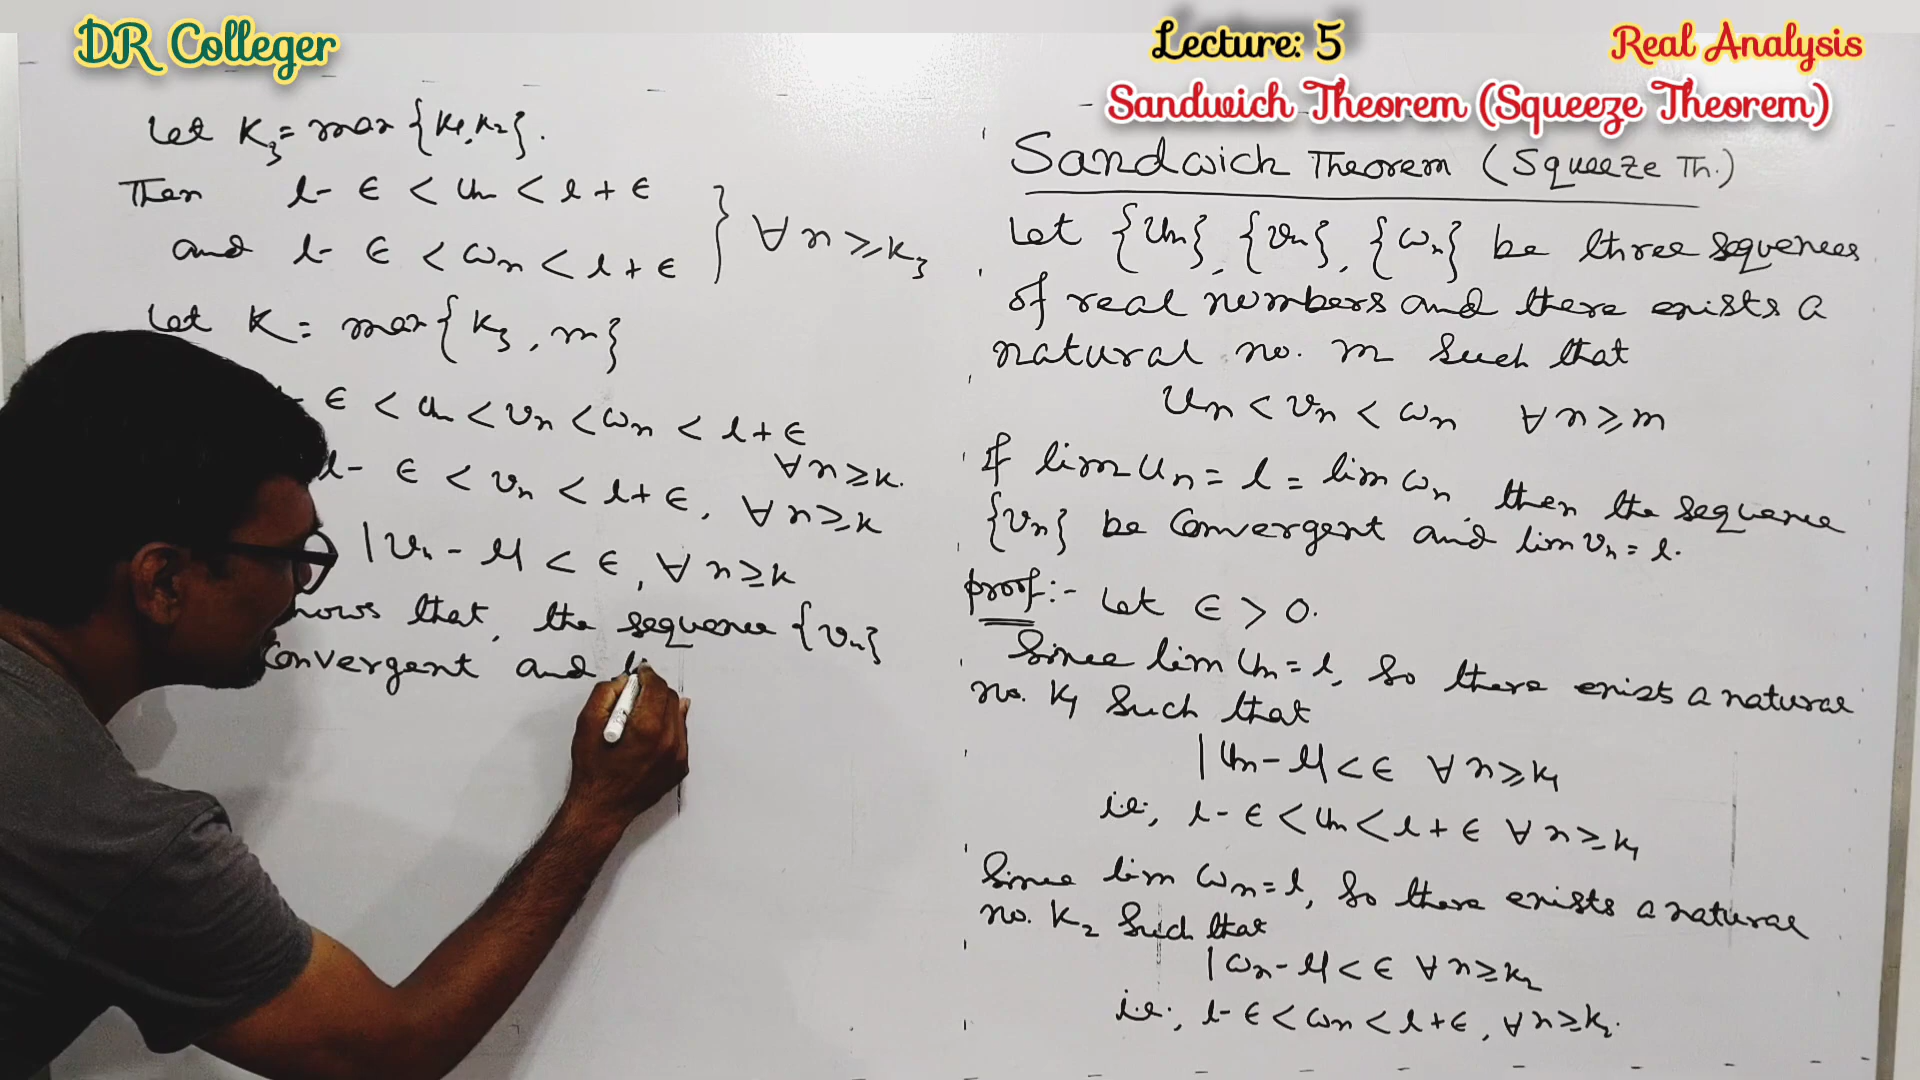 DR Colleger
Lecture: 5
Real Analysis
Sandwich Theorem (Squeeze Theorem)
Let K₃ = max {K₁, K₂}.
Then l - ϵ < uₙ < l + ϵ
and l - ϵ < ωₙ < l + ϵ } ∀ n ≥ K₃
Let K = max {K₃, m}
ϵ < uₙ < vₙ < ωₙ < l + ϵ
∀ n ≥ K.
l - ϵ < vₙ < l + ϵ, ∀ n ≥ K
|vₙ - l| < ϵ, ∀ n ≥ K
that, the sequence {vₙ}
Convergent and li
Sandwich Theorem (Squeeze Th.)
Let {uₙ}, {vₙ}, {ωₙ} be three sequences
of real numbers and there exists a
natural no. m such that
uₙ < vₙ < ωₙ ∀ n ≥ m
If lim uₙ = l = lim ωₙ, then the sequence
{vₙ} be Convergent and lim vₙ = l.
Proof:- Let ϵ > 0.
Since lim uₙ = l, so there exists a natural
no. K₁ such that
|uₙ - l| < ϵ ∀ n ≥ K₁
i.e., l - ϵ < uₙ < l + ϵ ∀ n ≥ K₁
Since lim ωₙ = l, so there exists a natural
no. K₂ such that
|ωₙ - l| < ϵ ∀ n ≥ K₂
i.e., l - ϵ < ωₙ < l + ϵ, ∀ n ≥ K₂.